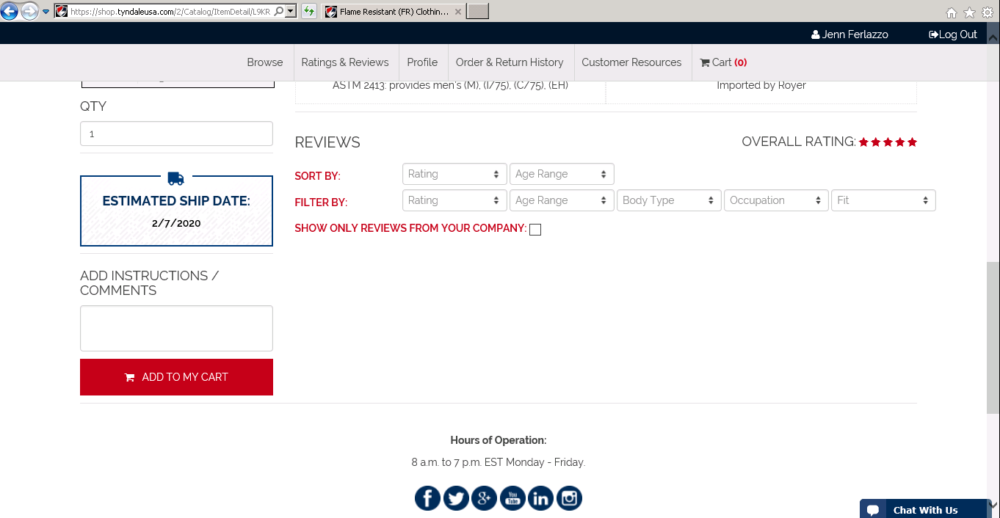 https://shop.tyndaleusa.com/2/Catalog/ItemDetail/L9KR
Flame Resistant (FR) Clothin...
Jenn Ferlazzo
Log Out
Browse
Ratings & Reviews
Profile
Order & Return History
Customer Resources
Cart (0)
ASTM 2413: provides men's (M), (I/75), (C/75), (EH)
Imported by Royer
QTY
1
ESTIMATED SHIP DATE:
2/7/2020
ADD INSTRUCTIONS /
COMMENTS
ADD TO MY CART
REVIEWS
OVERALL RATING:
SORT BY:
Rating
Age Range
FILTER BY:
Rating
Age Range
Body Type
Occupation
Fit
SHOW ONLY REVIEWS FROM YOUR COMPANY:
Hours of Operation:
8 a.m. to 7 p.m. EST Monday - Friday.
f
g+
You
Tube
in
Chat With Us